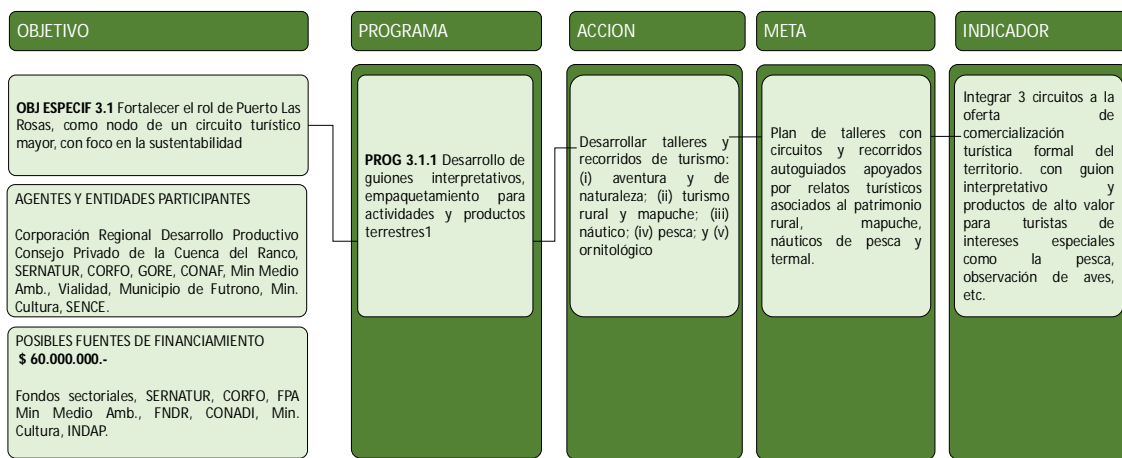 OBJETIVO
PROGRAMA
ACCION
META
INDICADOR
OBJ ESPECIF 3.1 Fortalecer el rol de Puerto Las
Rosas, como nodo de un circuito turístico
mayor, con foco en la sustentabilidad
AGENTES Y ENTIDADES PARTICIPANTES
Corporación Regional Desarrollo Productivo
Consejo Privado de la Cuenca del Ranco,
SERNATUR, CORFO, GORE, CONAF, Min Medio
Amb., Vialidad, Municipio de Futrono, Min.
Cultura, SENCE.
POSIBLES FUENTES DE FINANCIAMIENTO
$ 60.000.000.-
Fondos sectoriales, SERNATUR, CORFO, FPA
Min Medio Amb., FNDR, CONADI, Min.
Cultura, INDAP.
PROG 3.1.1 Desarrollo de
guiones interpretativos,
empaquetamiento para
actividades y productos
terrestres1
Desarrollar talleres y
recorridos de turismo:
(i) aventura y de
naturaleza; (ii) turismo
rural y mapuche; (iii)
náutico; (iv) pesca; y (v)
ornitológico
Plan de talleres con
circuitos y recorridos
autoguiados apoyados
por relatos turísticos
asociados al patrimonio
rural, mapuche,
náuticos de pesca y
termal.
Integrar 3 circuitos a la
oferta de
comercialización
turística formal del
territorio. con guion
interpretativo y
productos de alto valor
para turistas de
intereses especiales
como la pesca,
observación de aves,
etc.